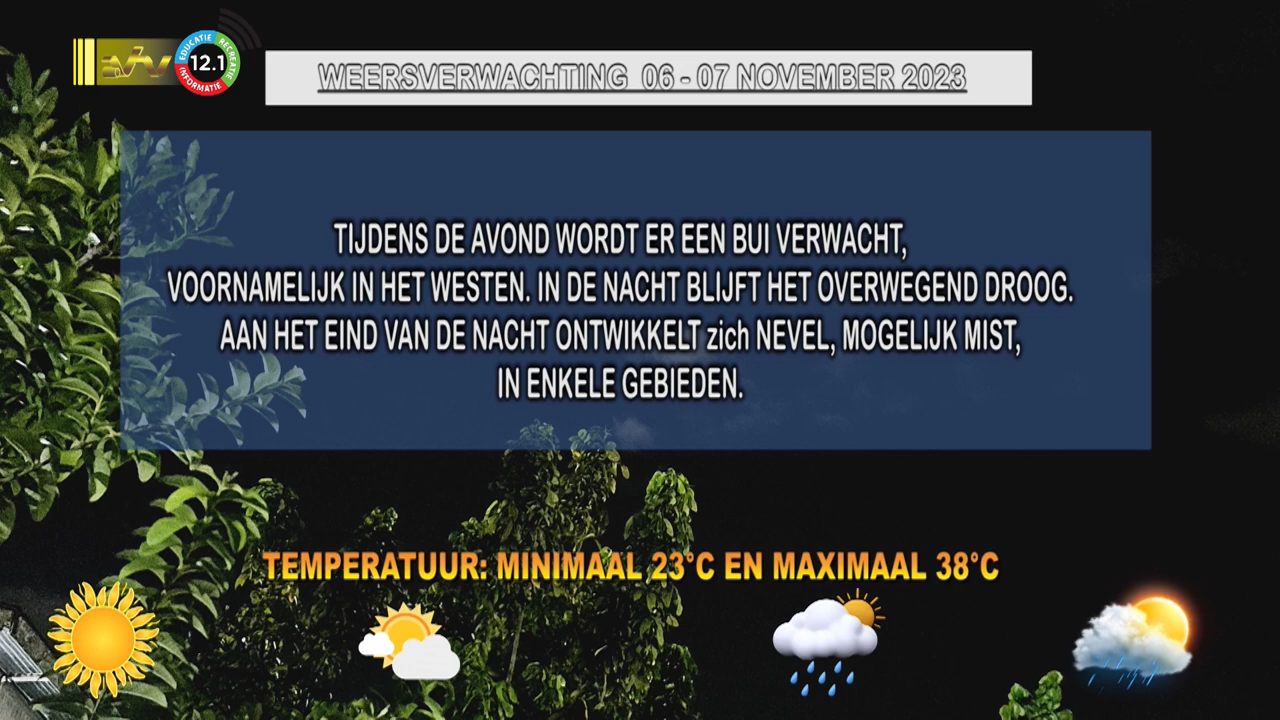 EDUCATIE
RECREATIE
INFORMATIE
12.1
WEERSVERWACHTING 06 - 07 NOVEMBER 2023
TIJDENS DE AVOND WORDT ER EEN BUI VERWACHT,
VOORNAMELIJK IN HET WESTEN. IN DE NACHT BLIJFT HET OVERWEGEND DROOG.
AAN HET EIND VAN DE NACHT ONTWIKKELT zich NEVEL, MOGELIJK MIST,
IN ENKELE GEBIEDEN.
TEMPERATUUR: MINIMAAL 23°C EN MAXIMAAL 38°C